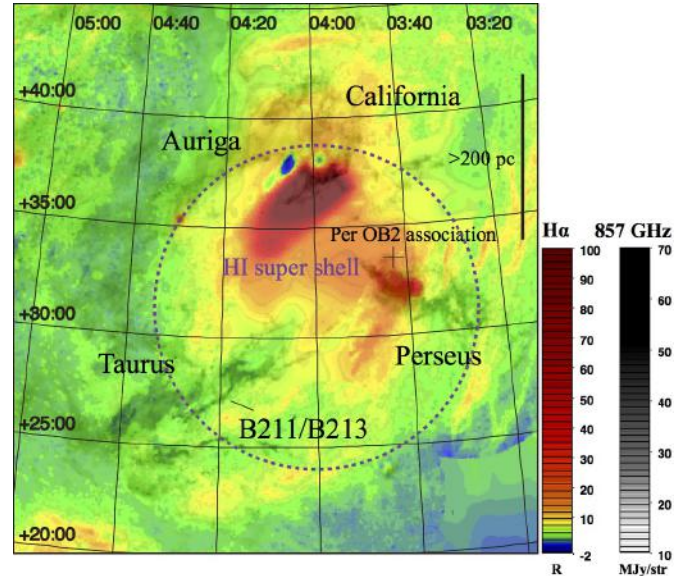 05:00 04:40 04:20 04:00 03:40 03:20
+40:00
California
Auriga
>200 pc
+35:00
Per OB2 association
HI super shell
+30:00
Taurus
Perseus
B211/B213
+25:00
+20:00
Hα 857 GHz
100 70
90
80 60
70
60 50
50
40 40
30 30
20
10 20
-2 10
R MJy/str